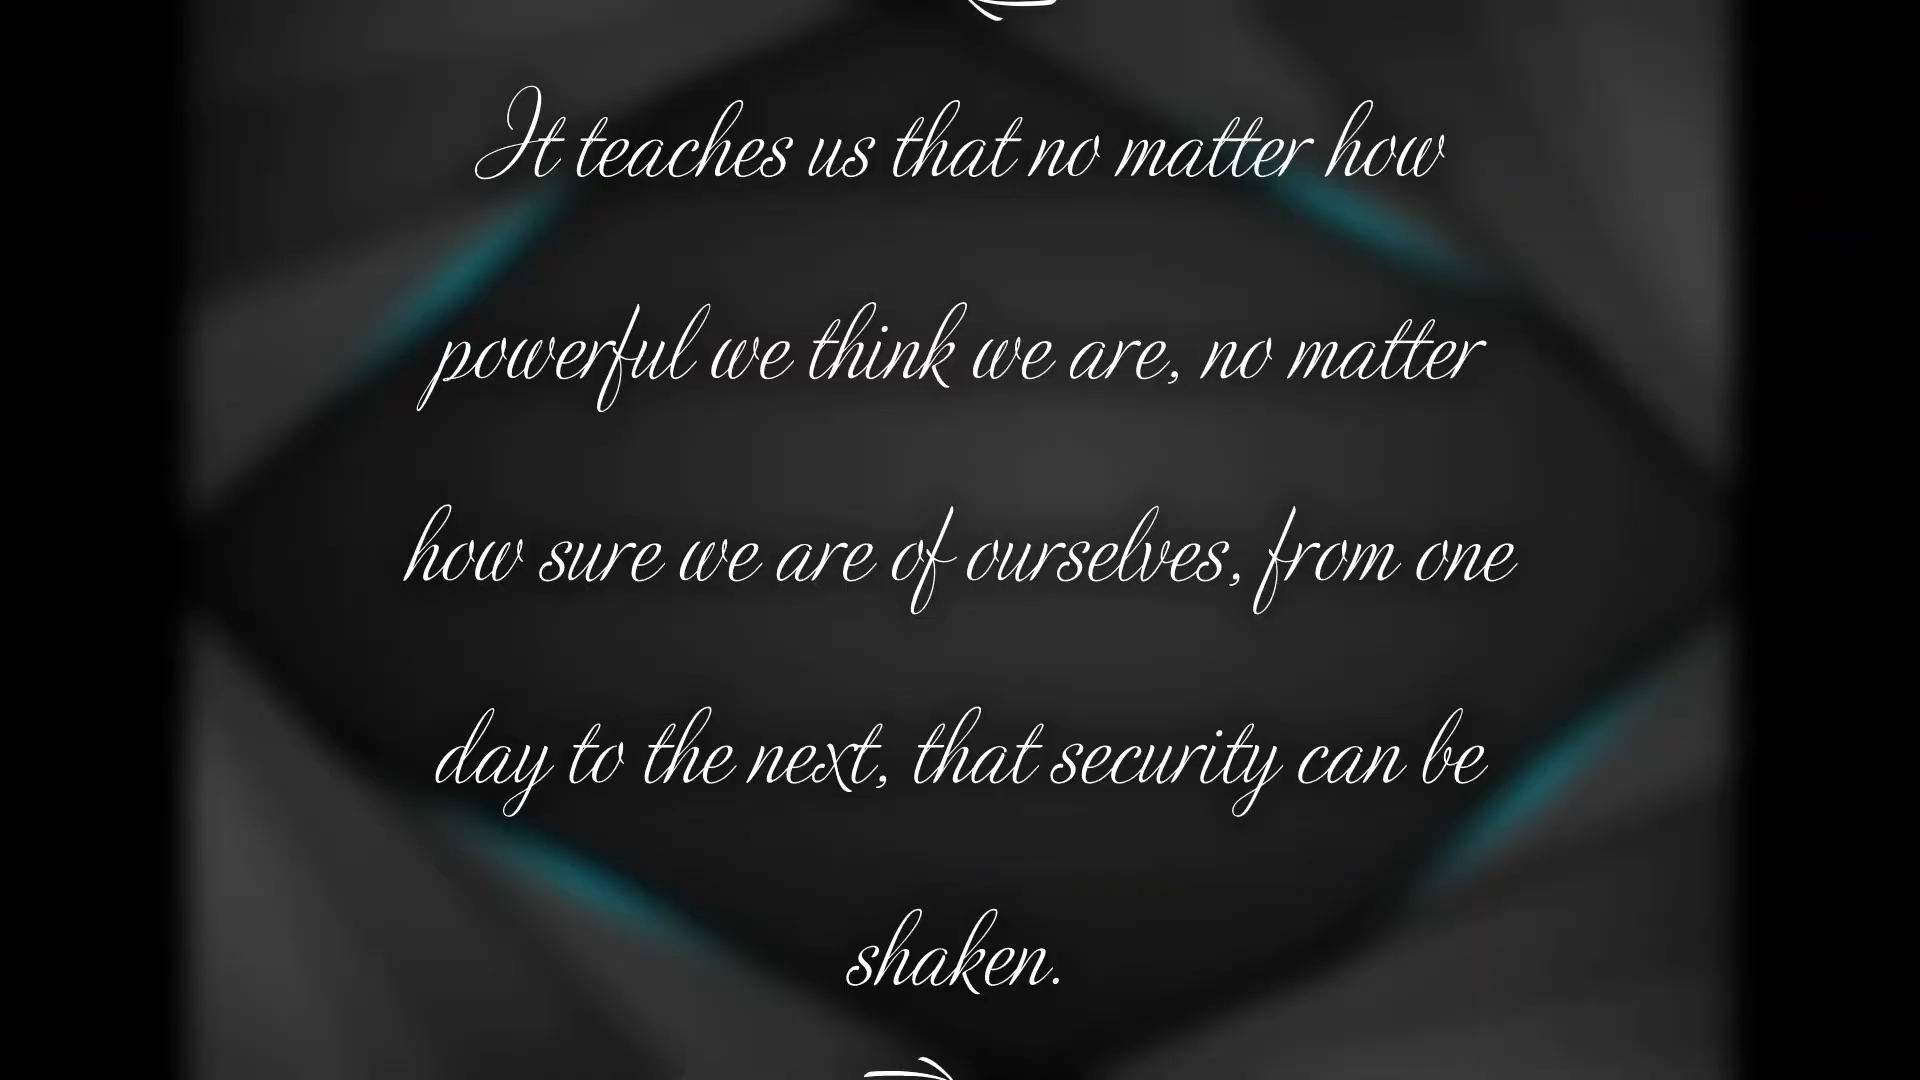 It teaches us that no matter how
powerful we think we are, no matter
how sure we are of ourselves, from one
day to the next, that security can be
shaken.